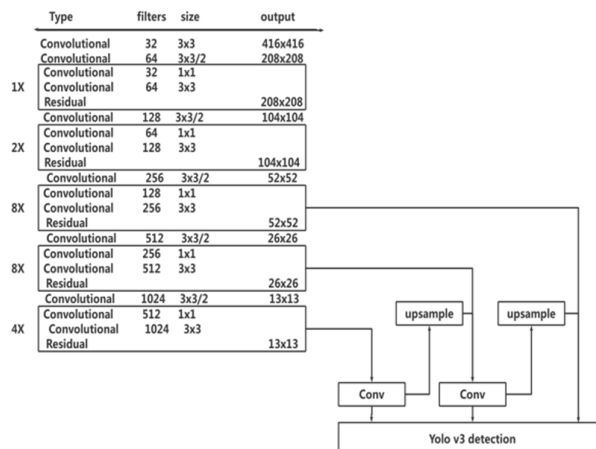 Type filters size output
Convolutional 32 3x3 416x416
Convolutional 64 3x3/2 208x208
Convolutional 32 1x1
1X Convolutional 64 3x3
Residual 208x208
Convolutional 128 3x3/2 104x104
Convolutional 64 1x1
2X Convolutional 128 3x3
Residual 104x104
Convolutional 256 3x3/2 52x52
Convolutional 128 1x1
8X Convolutional 256 3x3
Residual 52x52
Convolutional 512 3x3/2 26x26
Convolutional 256 1x1
8X Convolutional 512 3x3
Residual 26x26
Convolutional 1024 3x3/2 13x13
Convolutional 512 1x1
4X Convolutional 1024 3x3
Residual 13x13
upsample upsample
Conv Conv
Yolo v3 detection